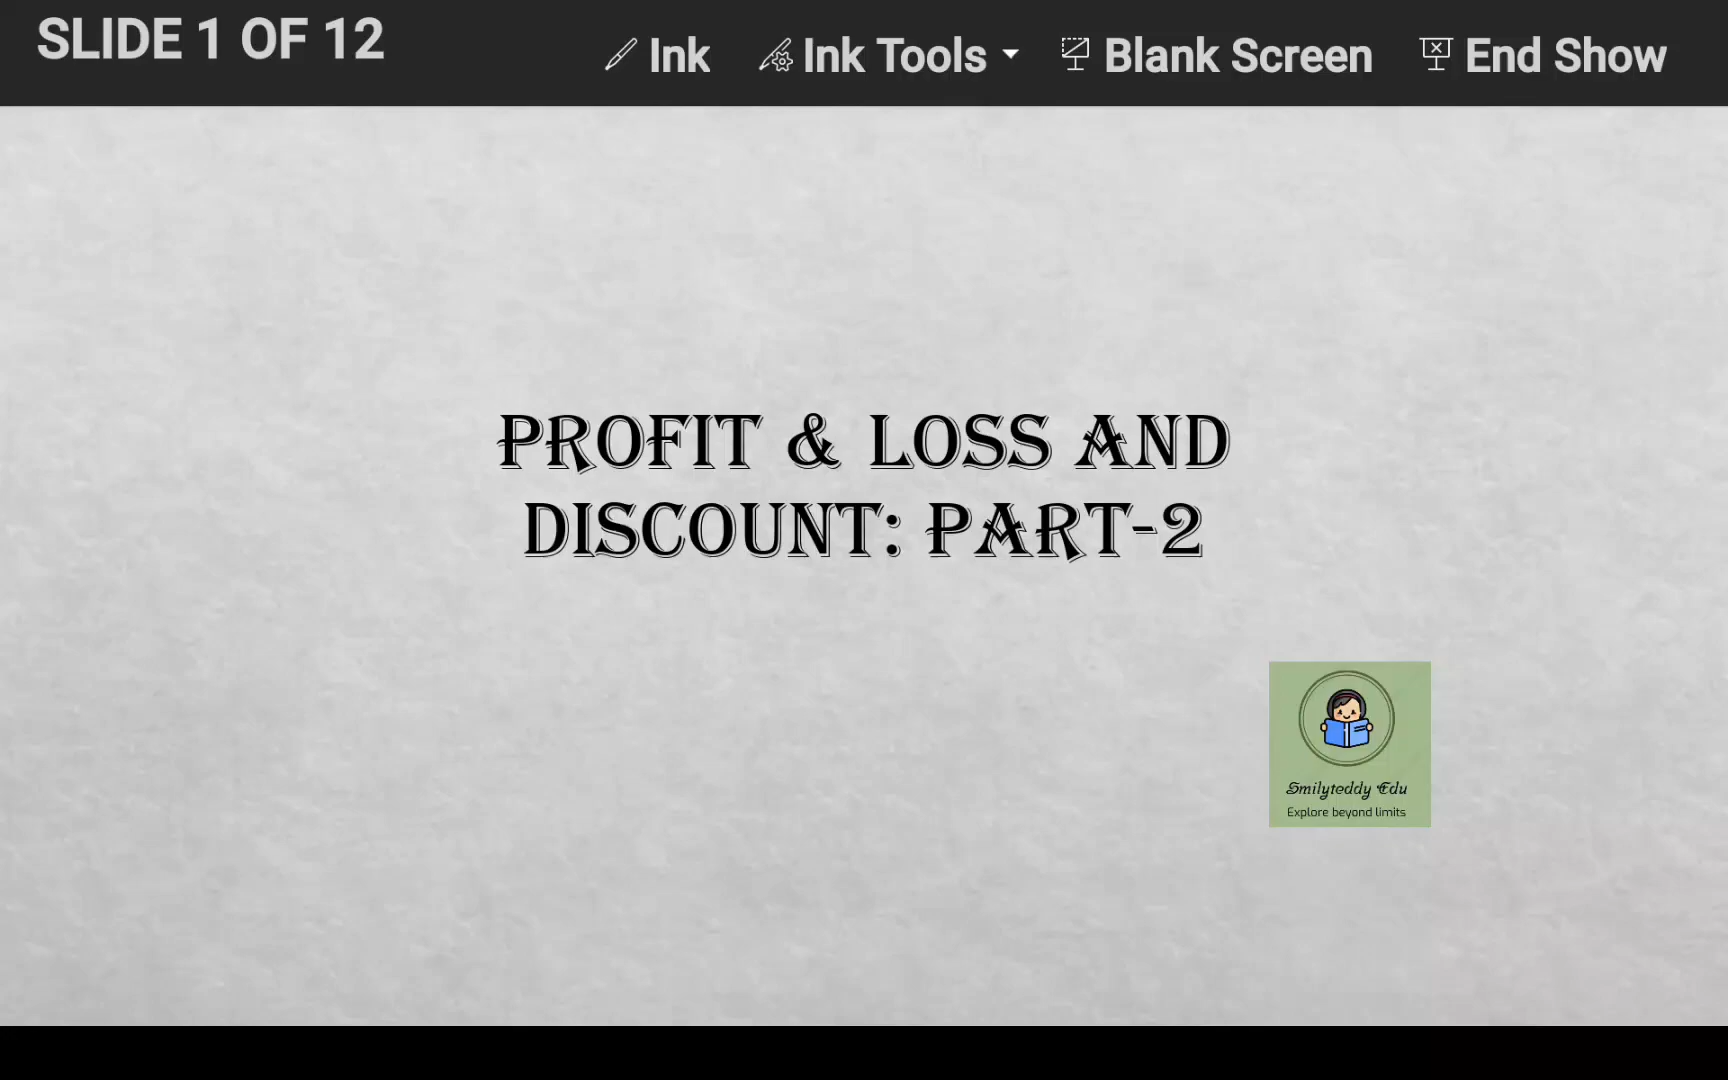 SLIDE 1 OF 12
Ink
Ink Tools
Blank Screen
End Show
PROFIT & LOSS AND
DISCOUNT: PART-2
Smilyteddy Edu
Explore beyond limits